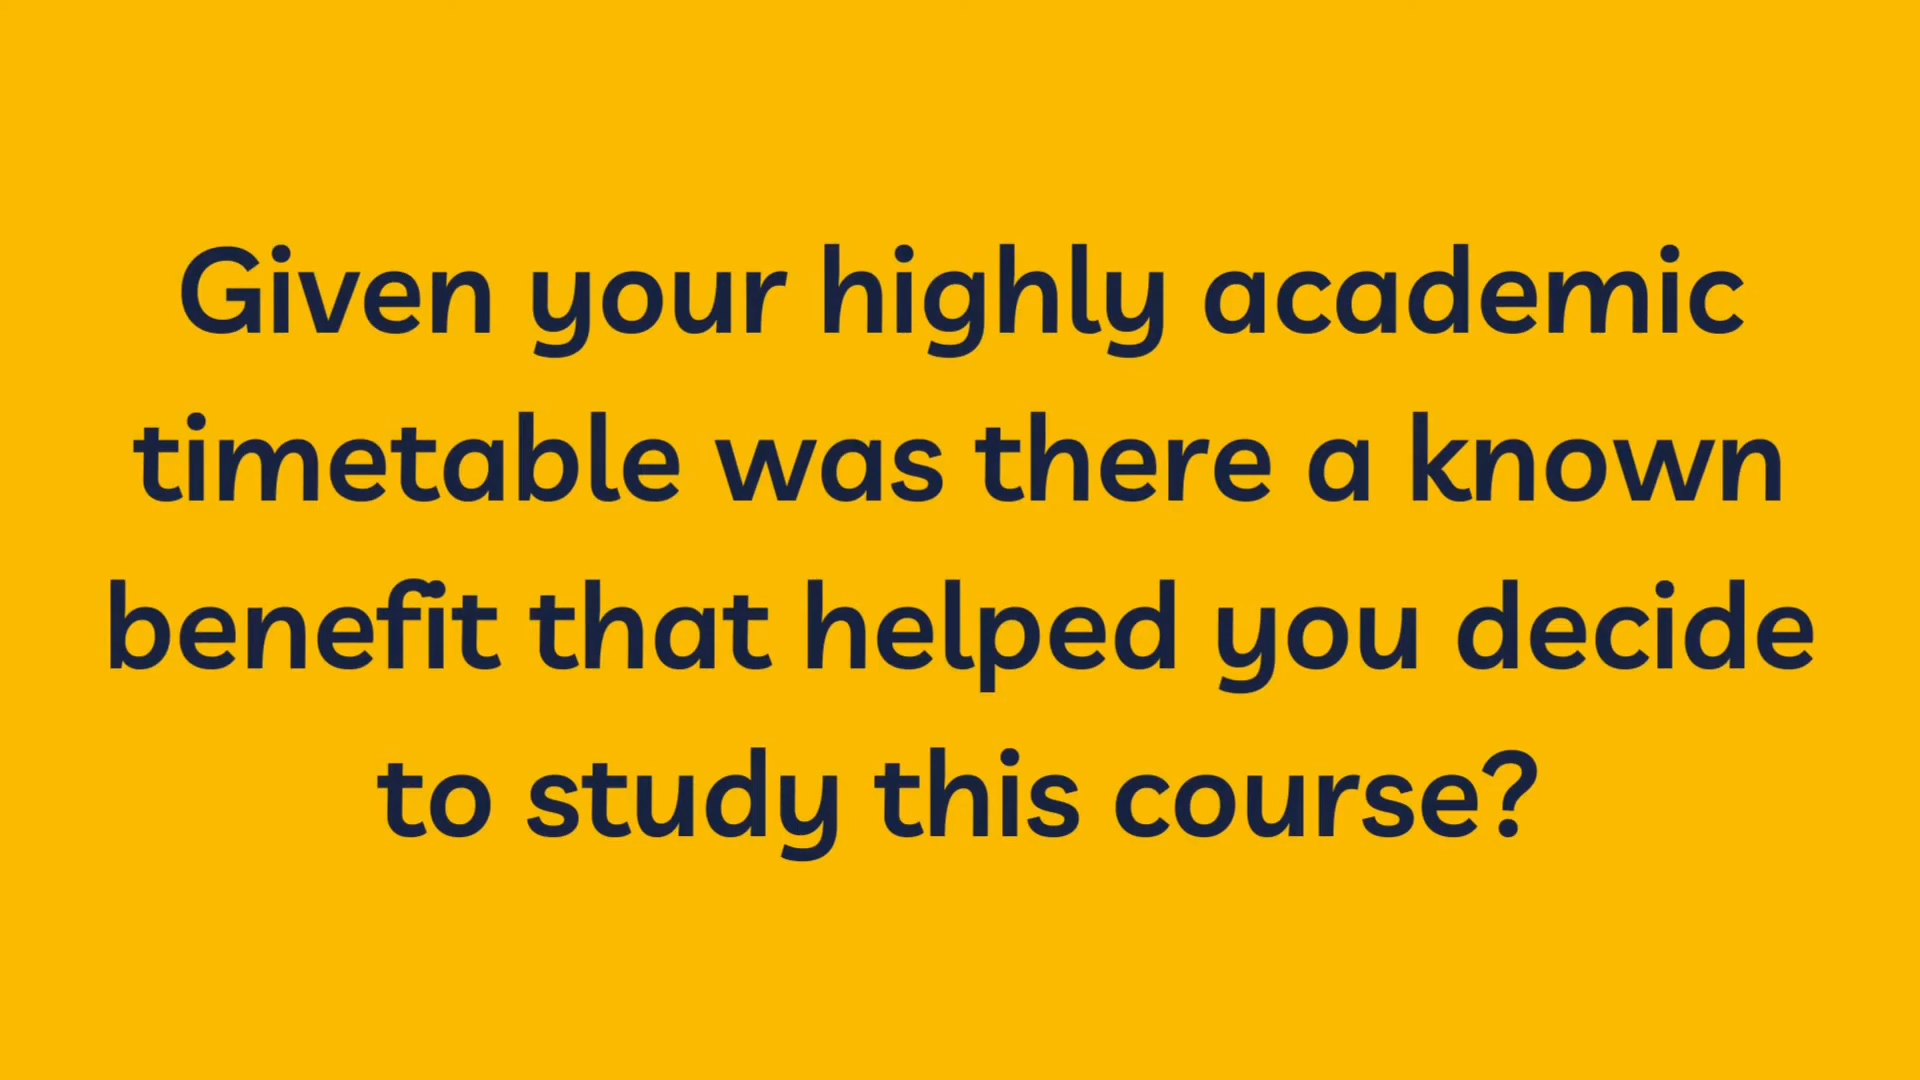 Given your highly academic
timetable was there a known
benefit that helped you decide
to study this course?